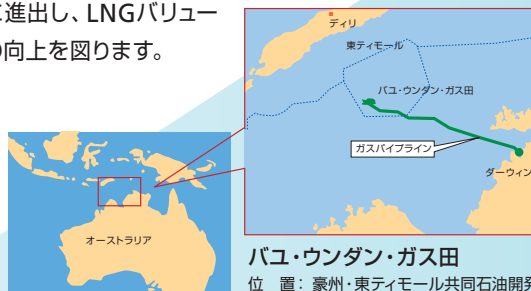 進出し、LNGバリュー
向上を図ります。
ディリ
東ティモール
バユ・ウンダン・ガス田
ガスパイプライン
ダーウィン
オーストラリア
バユ・ウンダン・ガス田
位 置： 豪州・東ティモール共同石油開